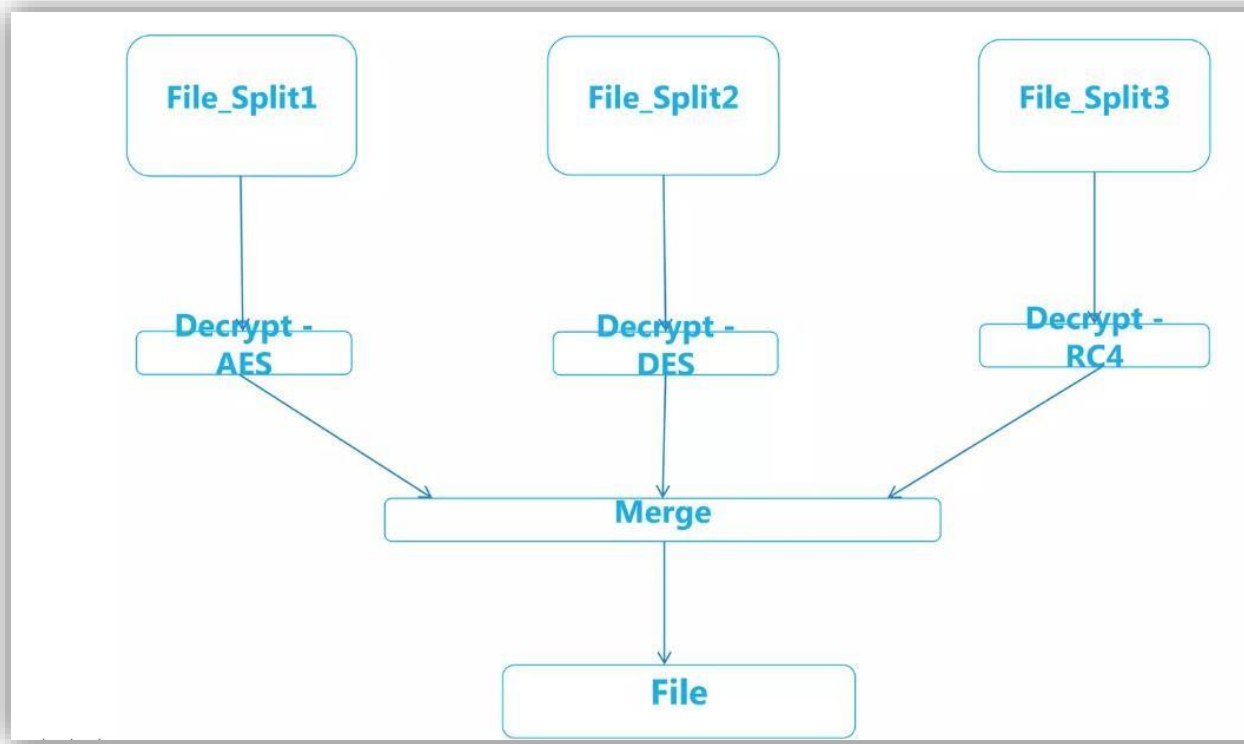 File_Split1
File_Split2
File_Split3
Decrypt -
AES
Decrypt -
DES
Decrypt -
RC4
Merge
File